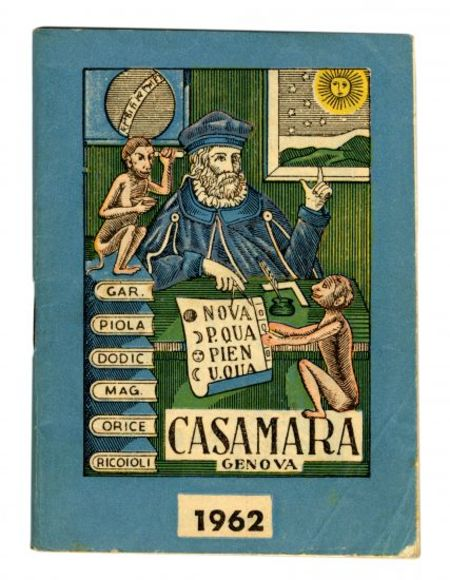 GAR.
PIOLA
DODIC
MAG.
ORICE
RICOIOLI
NOVA
P.QUA
PIEN
U.QUA
CASAMARA
GENOVA
1962